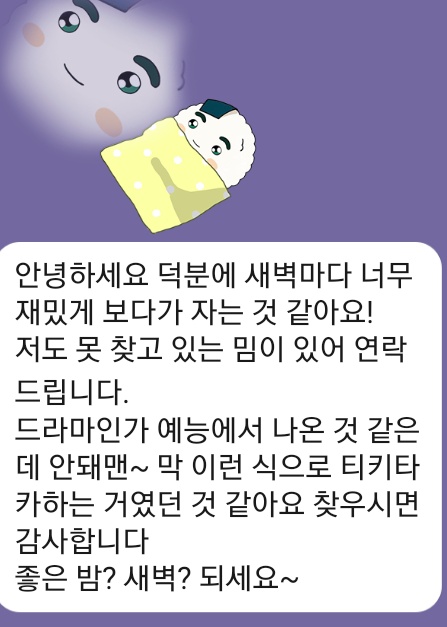 안녕하세요 덕분에 새벽마다 너무
재밌게 보다가 자는 것 같아요!
저도 못 찾고 있는 밈이 있어 연락
드립니다.
드라마인가 예능에서 나온 것 같은
데 안돼맨~ 막 이런 식으로 티키타
카하는 거였던 것 같아요 찾우시면
감사합니다
좋은 밤? 새벽? 되세요~